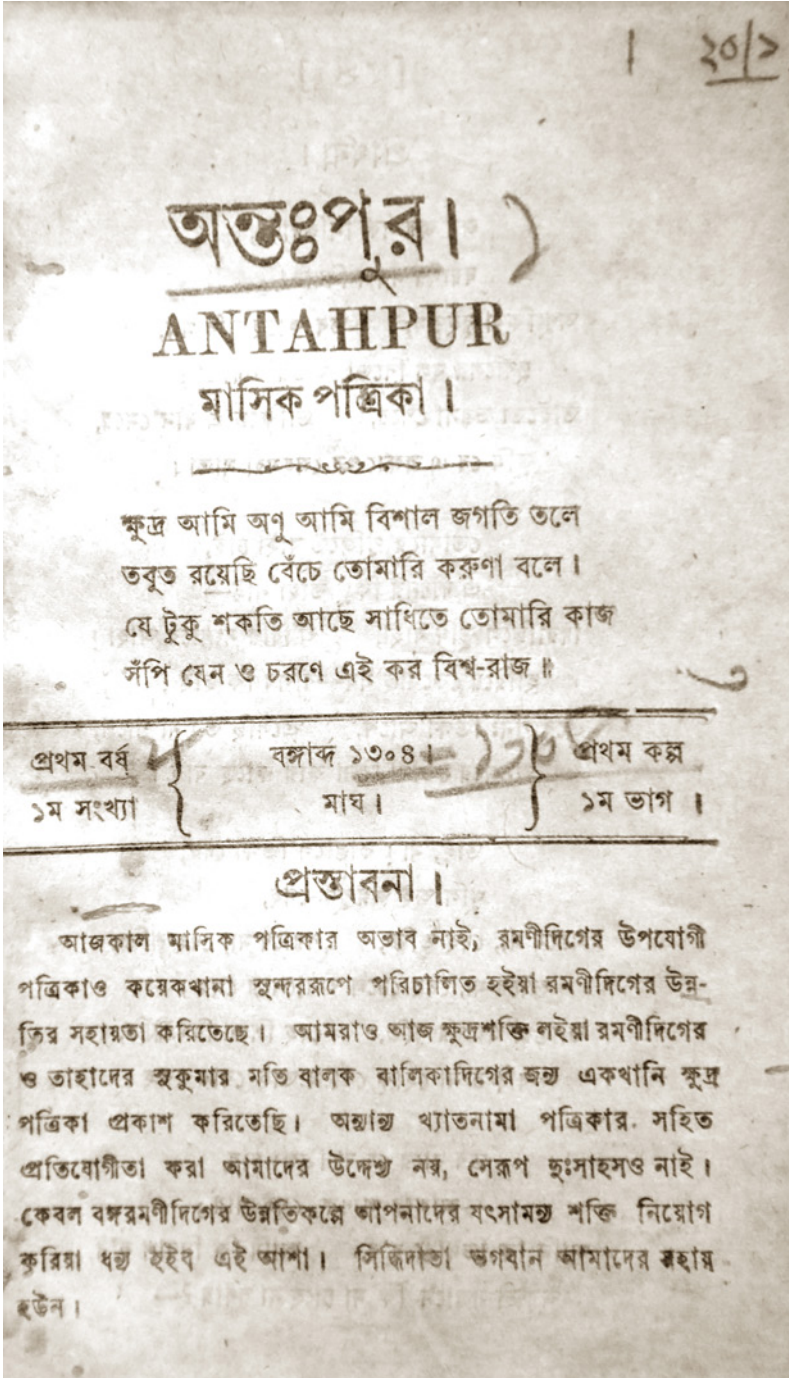 ২০/১
অন্তঃপুর।
ANTAHPUR
মাসিক পত্রিকা।
ক্ষুদ্র আমি অণু আমি বিশাল জগতি তলে
তবুত রয়েছি বেঁচে তোমারি করুণা বলে।
যে টুকু শকতি আছে সাধিতে তোমারি কাজ
সঁপি যেন ও চরণে এই কর বিশ্ব-রাজ॥
প্রথম বর্ষ বঙ্গাব্দ ১৩০৪। প্রথম কল্প
১ম সংখ্যা মাঘ। ১ম ভাগ।
প্রস্তাবনা।
আজকাল মাসিক পত্রিকার অভাব নাই, রমণীদিগের উপযোগী
পত্রিকাও কয়েকখানা সুন্দররূপে পরিচালিত হইয়া রমণীদিগের উন্ন-
তির সহায়তা করিতেছে। আমরাও আজ ক্ষুদ্রশক্তি লইয়া রমণীদিগের
ও তাহাদের সুকুমার মতি বালক বালিকাদিগের জন্য একখানি ক্ষুদ্র
পত্রিকা প্রকাশ করিতেছি। অন্যান্য খ্যাতনামা পত্রিকার সহিত
প্রতিযোগীতা করা আমাদের উদ্দেশ্য নয়, সেরূপ দুঃসাহসও নাই।
কেবল বঙ্গরমণীদিগের উন্নতিকল্পে আপনাদের যৎসামন্য শক্তি নিয়োগ
করিয়া ধন্য হইব এই আশা। সিদ্ধিদাতা ভগবান আমাদের সহায়
হউন।